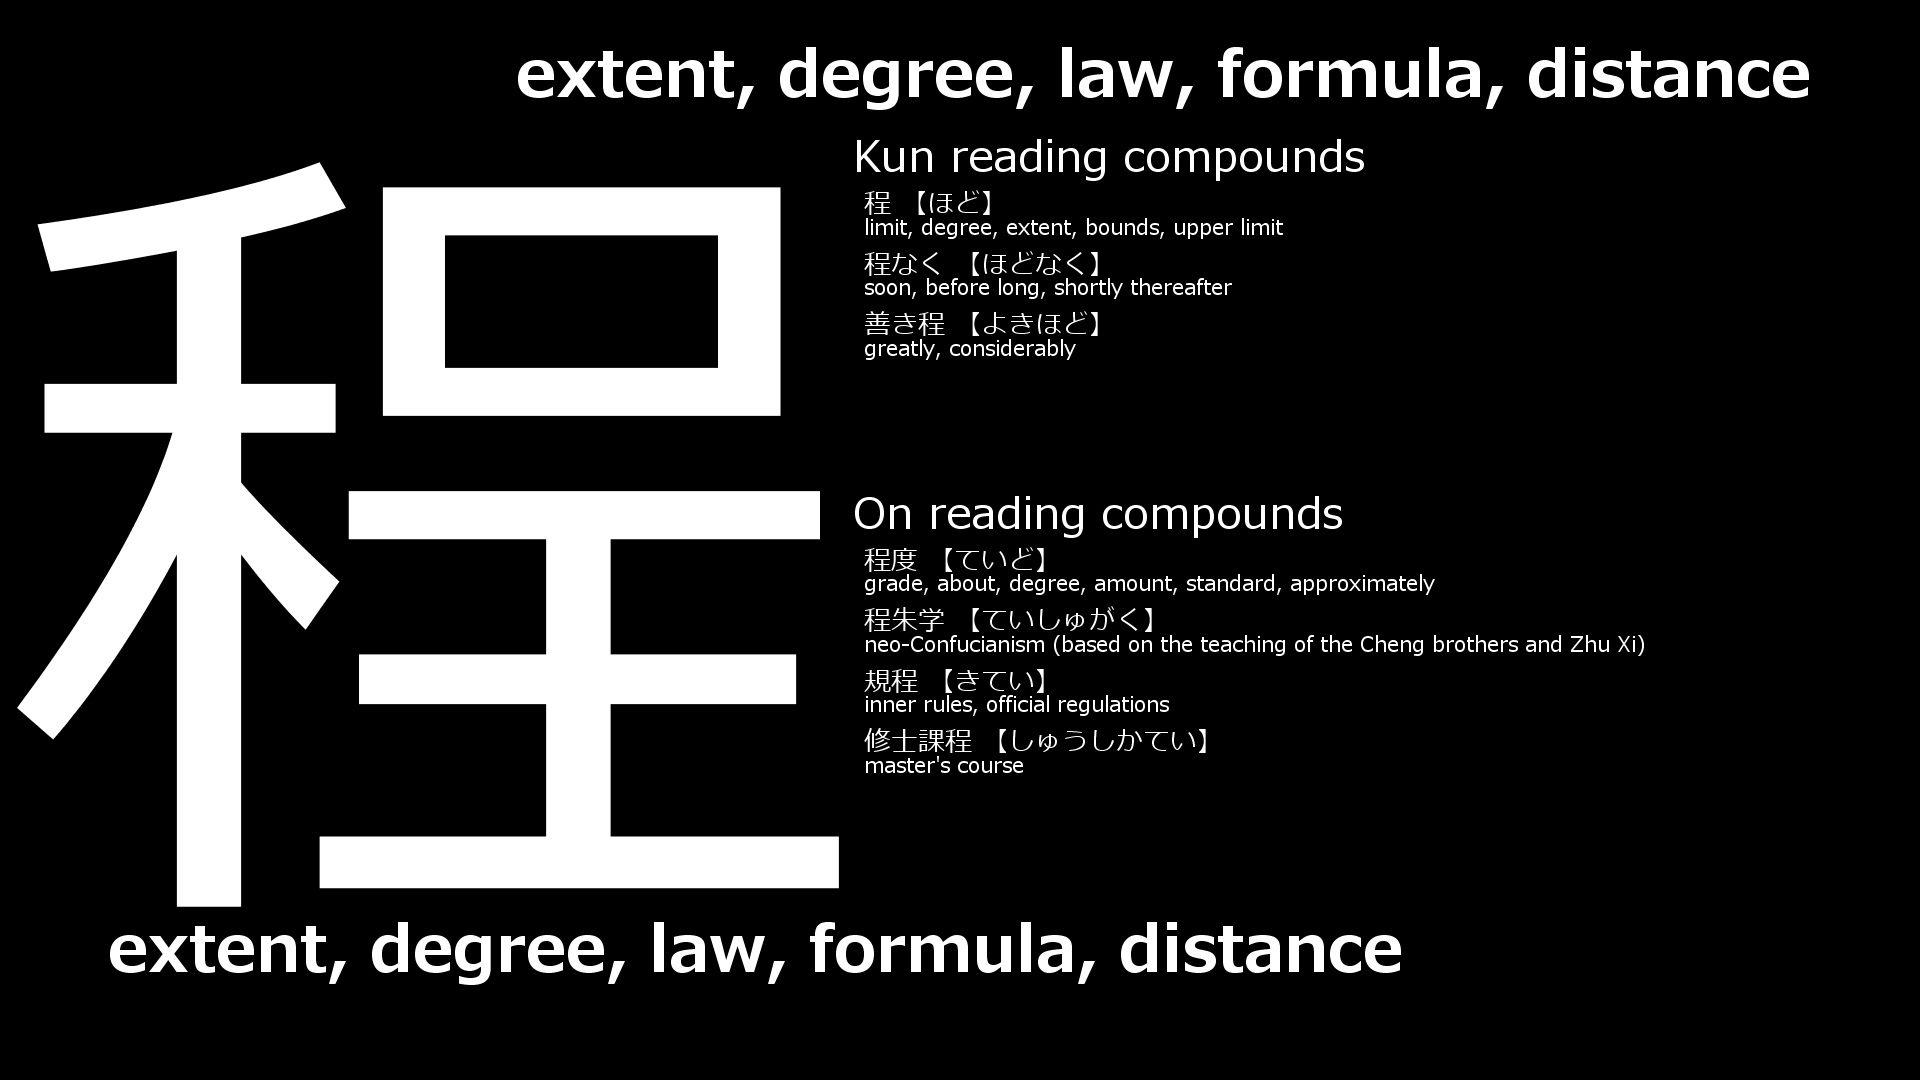 extent, degree, law, formula, distance
程
Kun reading compounds
程 【ほど】
limit, degree, extent, bounds, upper limit
程なく 【ほどなく】
soon, before long, shortly thereafter
善き程 【よきほど】
greatly, considerably
On reading compounds
程度 【ていど】
grade, about, degree, amount, standard, approximately
程朱学 【ていしゅがく】
neo-Confucianism (based on the teaching of the Cheng brothers and Zhu Xi)
規程 【きてい】
inner rules, official regulations
修士課程 【しゅうしかてい】
master's course
extent, degree, law, formula, distance